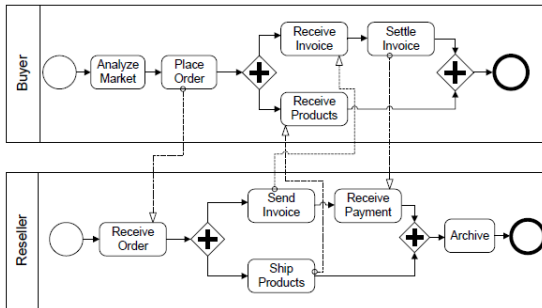 Buyer
Analyze
Market
Place
Order
Receive
Invoice
Settle
Invoice
Receive
Products
Reseller
Receive
Order
Send
Invoice
Receive
Payment
Ship
Products
Archive